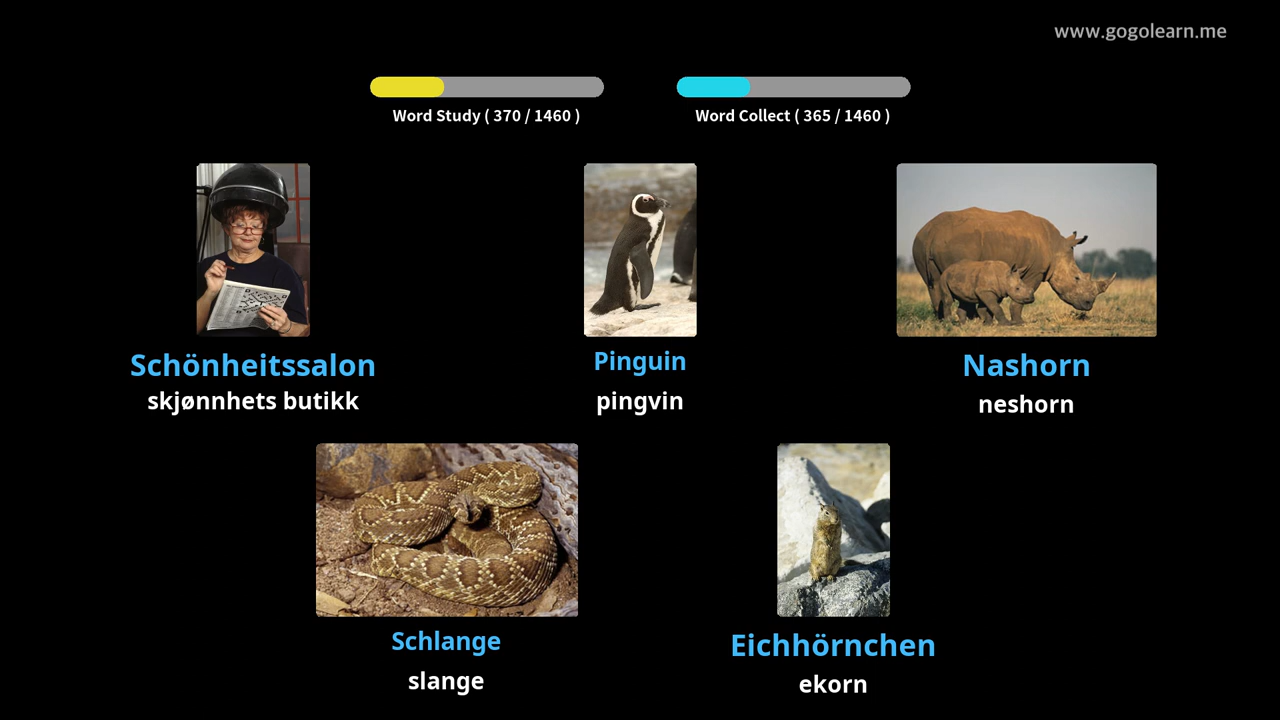 www.gogolearn.me
Word Study ( 370 / 1460 )
Word Collect ( 365 / 1460 )
Schönheitssalon
skjønnhets butikk
Pinguin
pingvin
Nashorn
neshorn
Schlange
slange
Eichhörnchen
ekorn